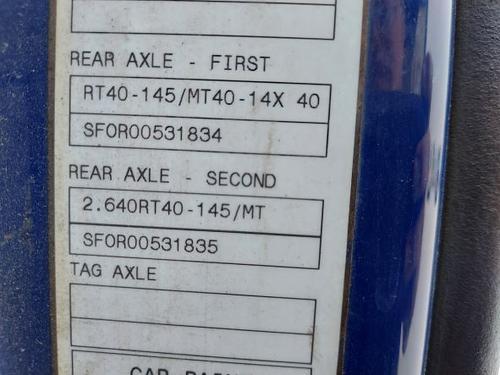 REAR AXLE - FIRST
RT40-145/MT40-14X 40
SF0R00531834
REAR AXLE - SECOND
2.640RT40-145/MT
SF0R00531835
TAG AXLE
CAB